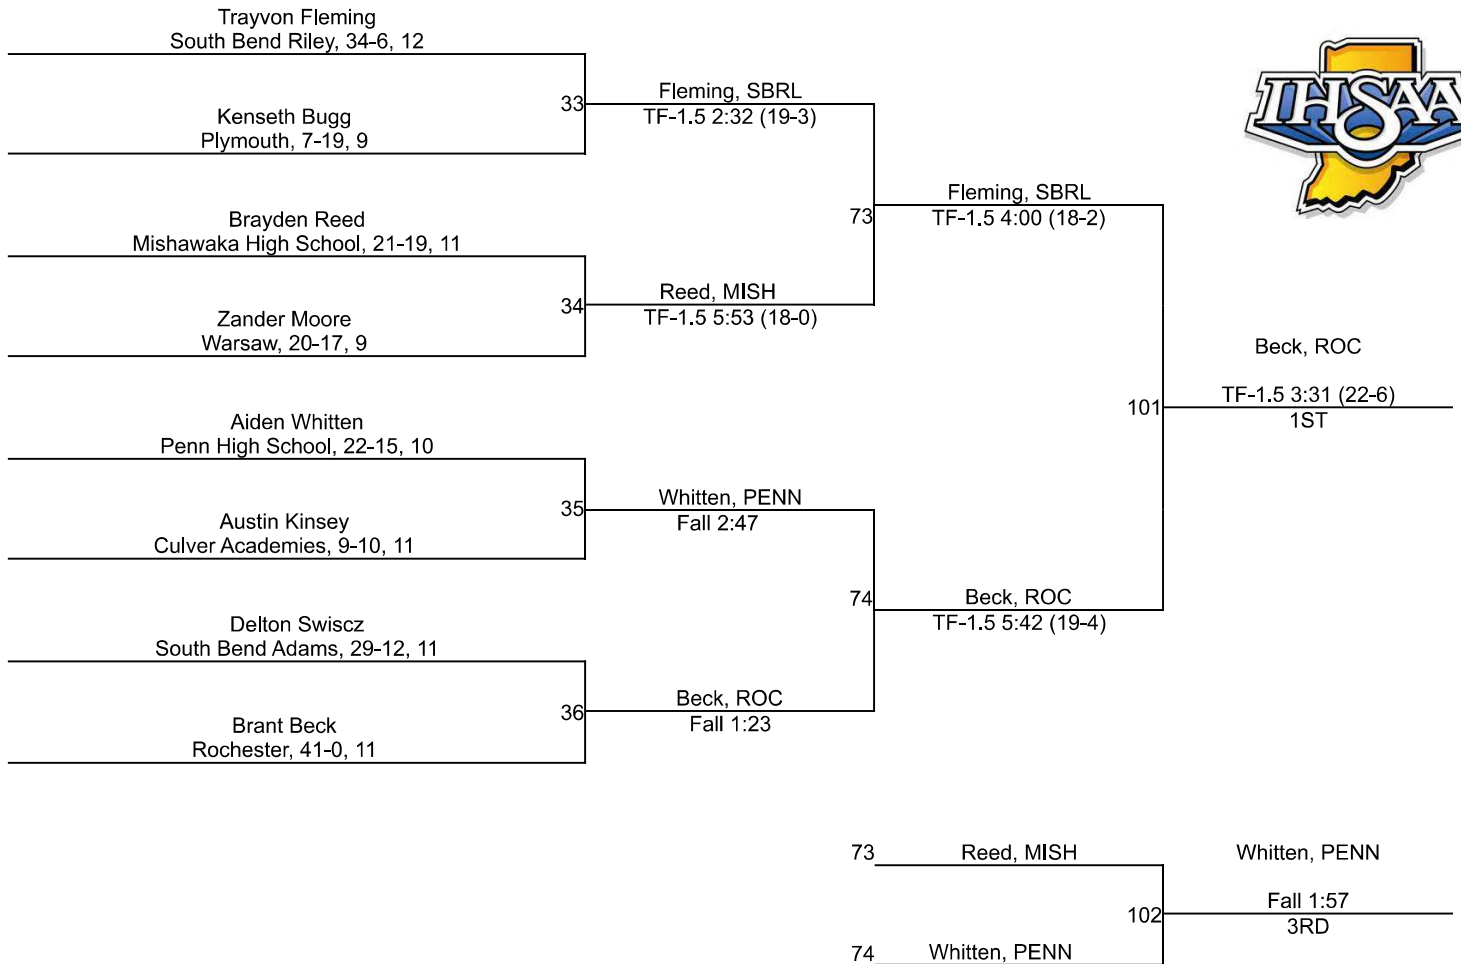 Trayvon Fleming
South Bend Riley, 34-6, 12
33
Fleming, SBRL
TF-1.5 2:32 (19-3)
Kenseth Bugg
Plymouth, 7-19, 9
IHSAA
73
Fleming, SBRL
TF-1.5 4:00 (18-2)
Brayden Reed
Mishawaka High School, 21-19, 11
34
Reed, MISH
TF-1.5 5:53 (18-0)
Zander Moore
Warsaw, 20-17, 9
101
Beck, ROC
TF-1.5 3:31 (22-6)
1ST
Aiden Whitten
Penn High School, 22-15, 10
35
Whitten, PENN
Fall 2:47
Austin Kinsey
Culver Academies, 9-10, 11
74
Beck, ROC
TF-1.5 5:42 (19-4)
Delton Swiscz
South Bend Adams, 29-12, 11
36
Beck, ROC
Fall 1:23
Brant Beck
Rochester, 41-0, 11
73
Reed, MISH
102
Whitten, PENN
Fall 1:57
3RD
74
Whitten, PENN